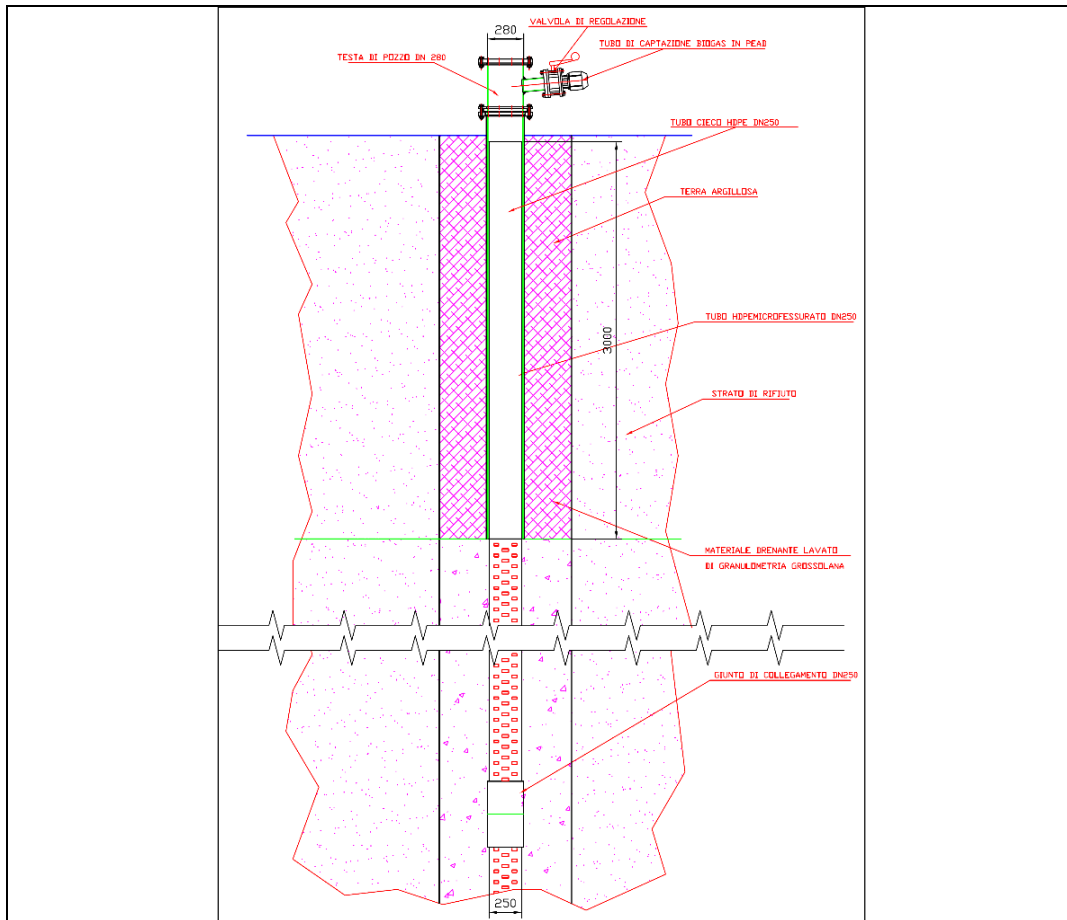 VALVOLA DI REGOLAZIONE
280
TUBO DI CAPTAZIONE BIOGAS IN PEAD
TESTA DI POZZO DN 280
TUBO CIECO HDPE DN250
TERRA ARGILLOSA
TUBO HDPEMICROFESSURATO DN250
3000
STRATO DI RIFIUTO
MATERIALE DRENANTE LAVATO
DI GRANULOMETRIA GROSSOLANA
GIUNTO DI COLLEGAMENTO DN250
250